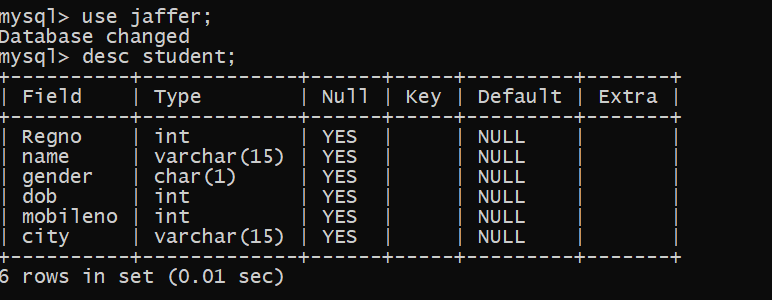 mysql> use jaffer;
Database changed
mysql> desc student;
+----------+-------------+------+-----+---------+-------+
| Field    | Type        | Null | Key | Default | Extra |
+----------+-------------+------+-----+---------+-------+
| Regno    | int         | YES  |     | NULL    |       |
| name     | varchar(15) | YES  |     | NULL    |       |
| gender   | char(1)     | YES  |     | NULL    |       |
| dob      | int         | YES  |     | NULL    |       |
| mobileno | int         | YES  |     | NULL    |       |
| city     | varchar(15) | YES  |     | NULL    |       |
+----------+-------------+------+-----+---------+-------+
6 rows in set (0.01 sec)